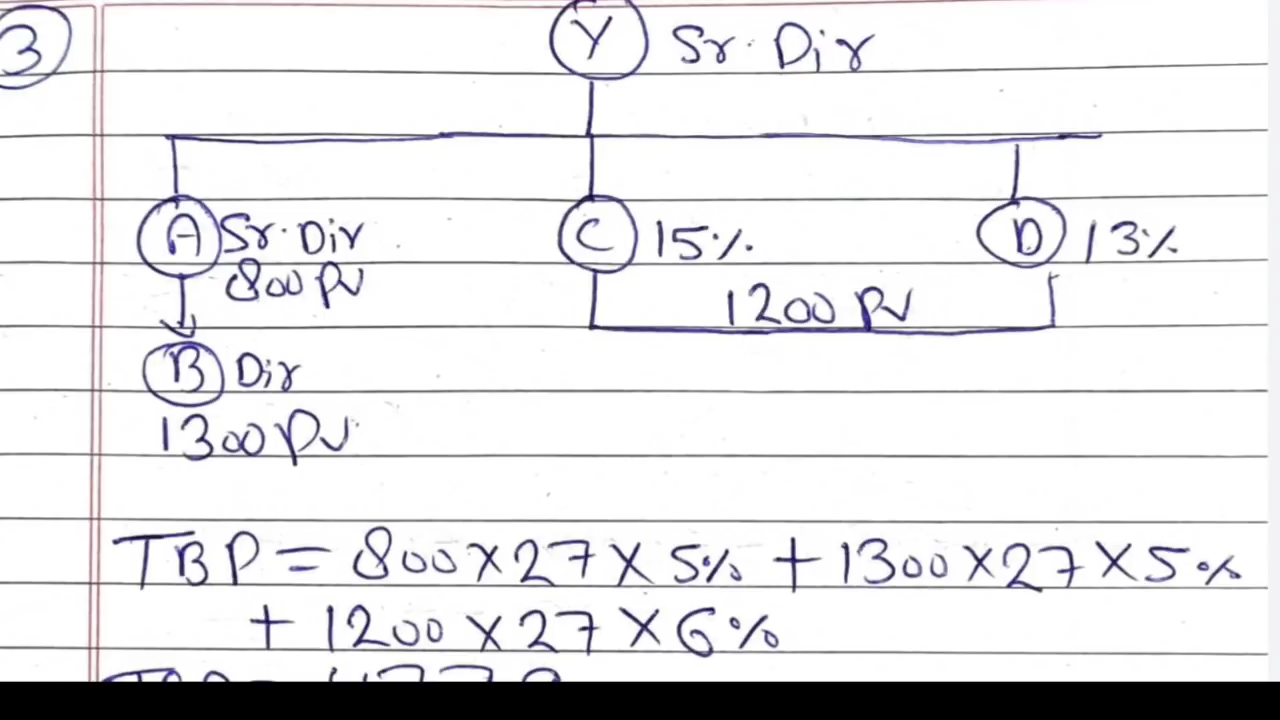 3
Y Sr. Dir
A Sr. Dir
800 PV
C 15%
D 13%
1200 PV
B Dir
1300 PV
TBP = 800 × 27 × 5% + 1300 × 27 × 5%
+ 1200 × 27 × 6%